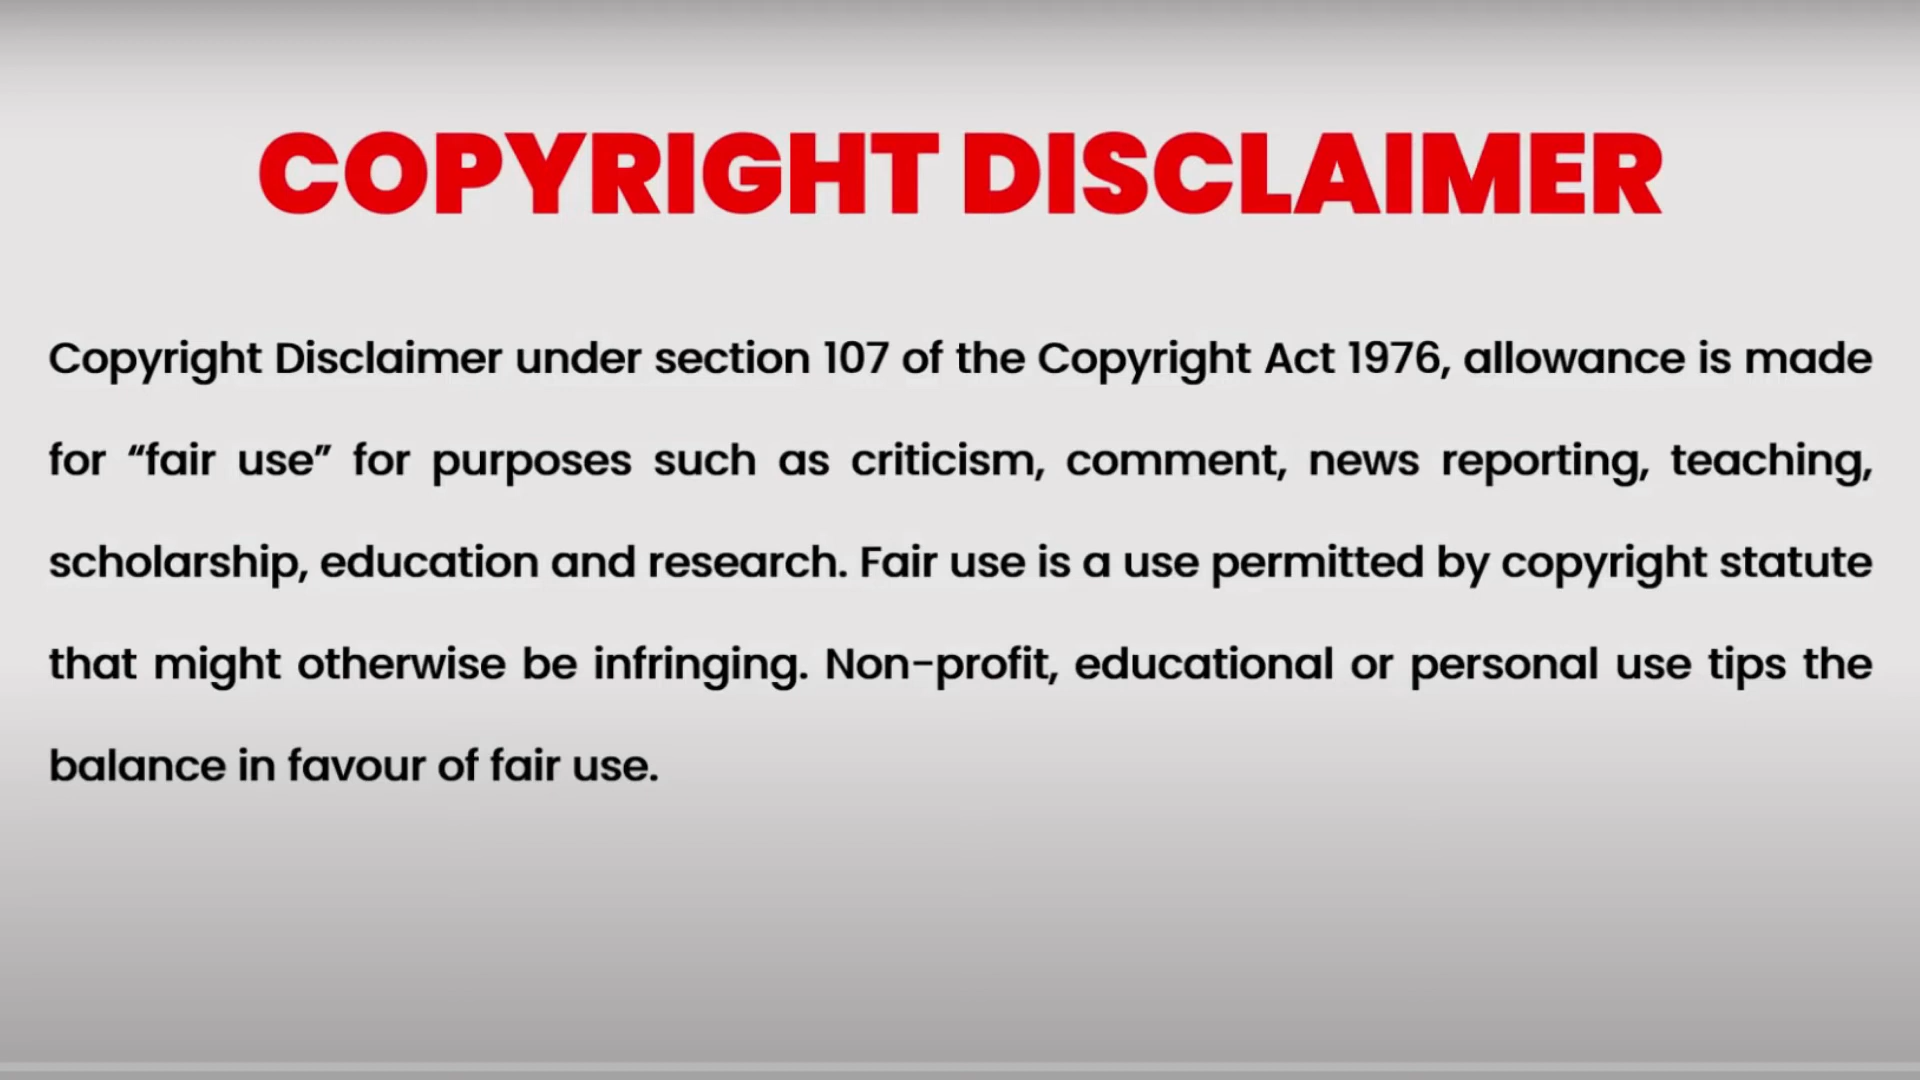 COPYRIGHT DISCLAIMER
Copyright Disclaimer under section 107 of the Copyright Act 1976, allowance is made
for “fair use” for purposes such as criticism, comment, news reporting, teaching,
scholarship, education and research. Fair use is a use permitted by copyright statute
that might otherwise be infringing. Non-profit, educational or personal use tips the
balance in favour of fair use.